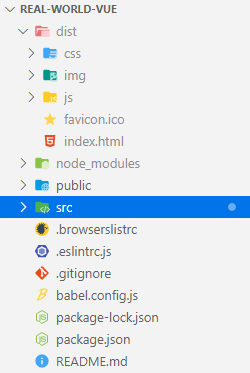 REAL-WORLD-VUE
dist
css
img
js
favicon.ico
index.html
node_modules
public
src
.browserslistrc
.eslintrc.js
.gitignore
babel.config.js
package-lock.json
package.json
README.md